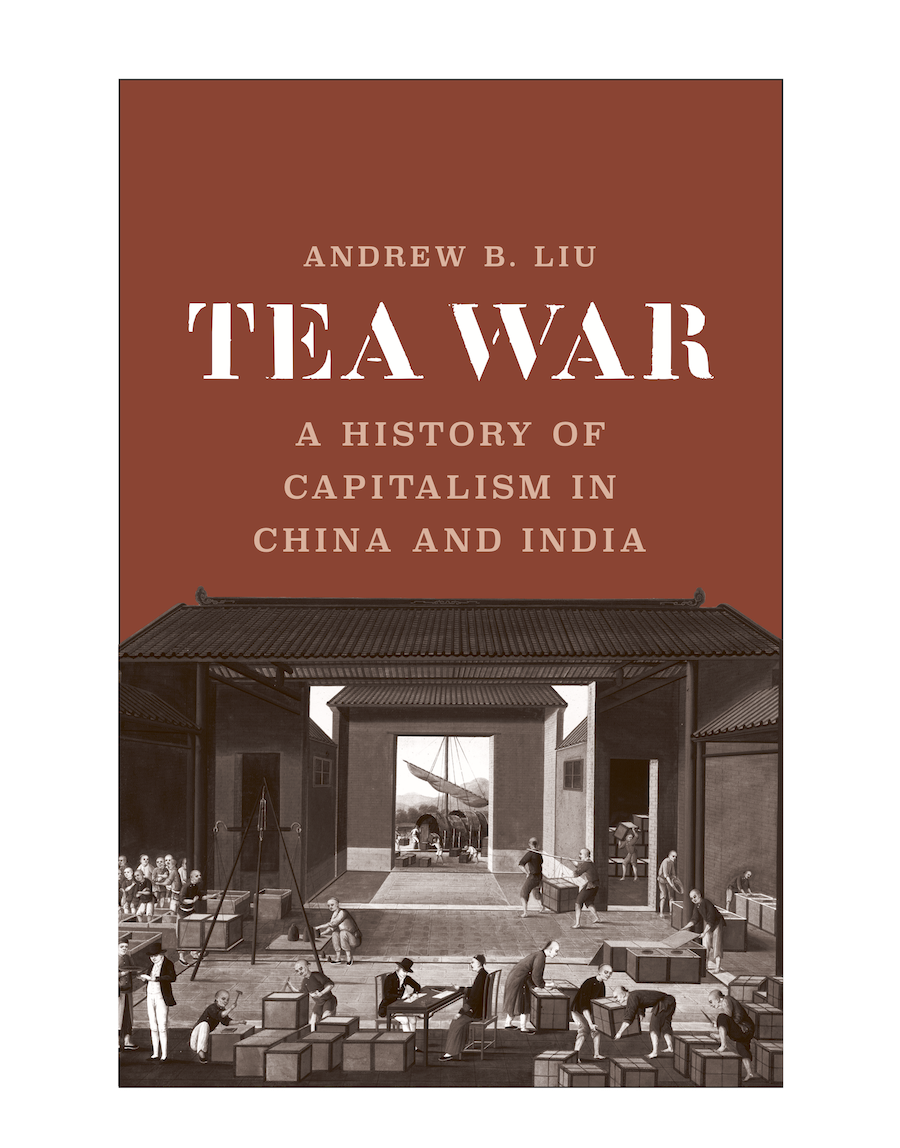 ANDREW B. LIU
TEA WAR
A HISTORY OF
CAPITALISM IN
CHINA AND INDIA